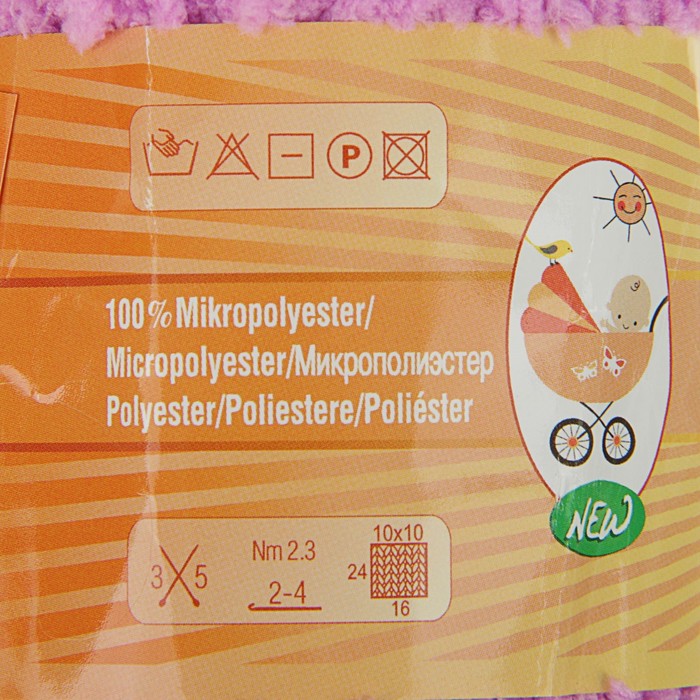 P
100% Mikropolyester/
Micropolyester/Микрополиэстер
Polyester/Poliestere/Poliéster
NEW
3 5
Nm 2.3
2-4
10x10
24
16